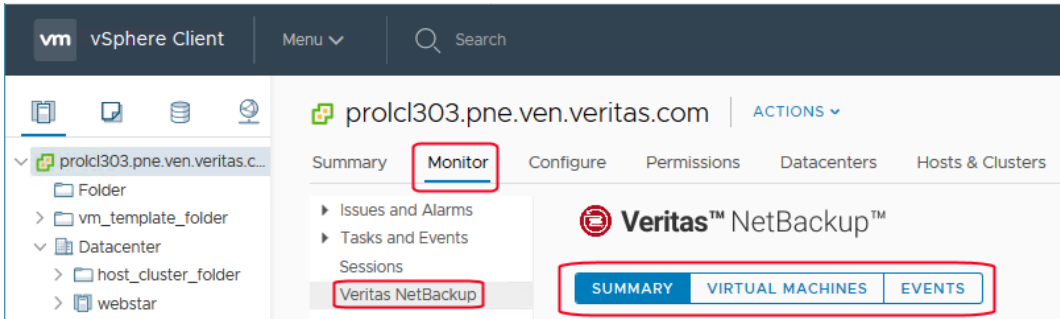 vm vSphere Client Menu Search
prolcl303.pne.ven.veritas.com ACTIONS
prolcl303.pne.ven.veritas.c...
Summary Monitor Configure Permissions Datacenters Hosts & Clusters
Folder
vm_template_folder
Datacenter
host_cluster_folder
webstar
Issues and Alarms
Tasks and Events
Sessions
Veritas NetBackup
Veritas™ NetBackup™
SUMMARY VIRTUAL MACHINES EVENTS